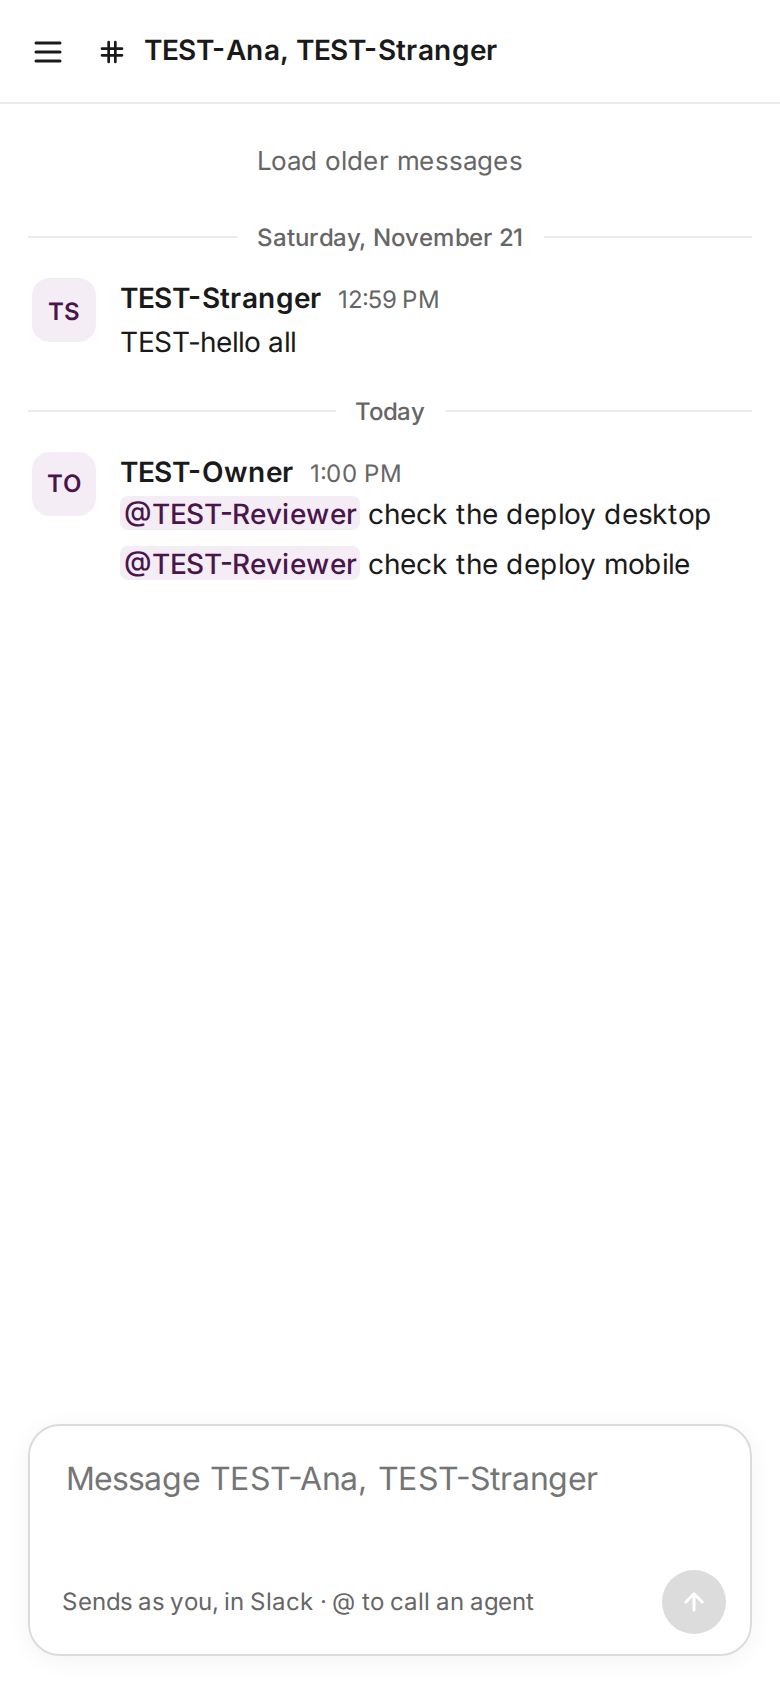 # TEST-Ana, TEST-Stranger
Load older messages
Saturday, November 21
TS
TEST-Stranger 12:59 PM
TEST-hello all
Today
TO
TEST-Owner 1:00 PM
@TEST-Reviewer check the deploy desktop
@TEST-Reviewer check the deploy mobile
Message TEST-Ana, TEST-Stranger
Sends as you, in Slack · @ to call an agent